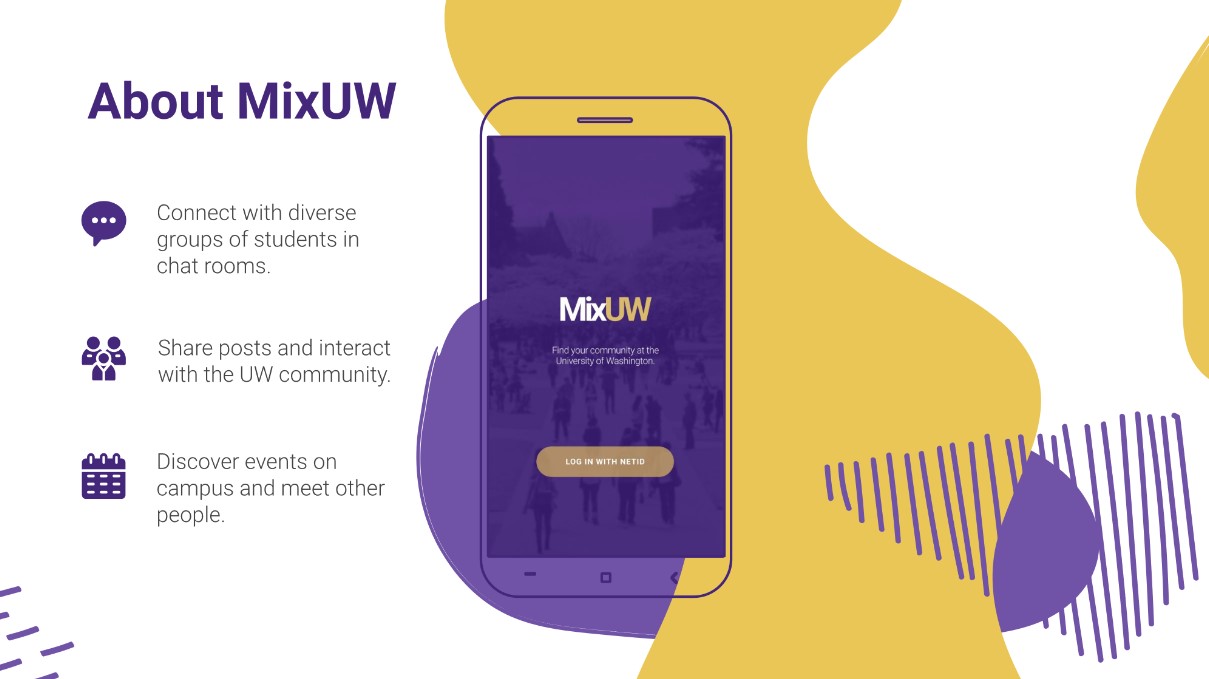 About MixUW
Connect with diverse
groups of students in
chat rooms.
Share posts and interact
with the UW community.
Discover events on
campus and meet other
people.
MixUW
Find your community at the
University of Washington.
LOG IN WITH NETID